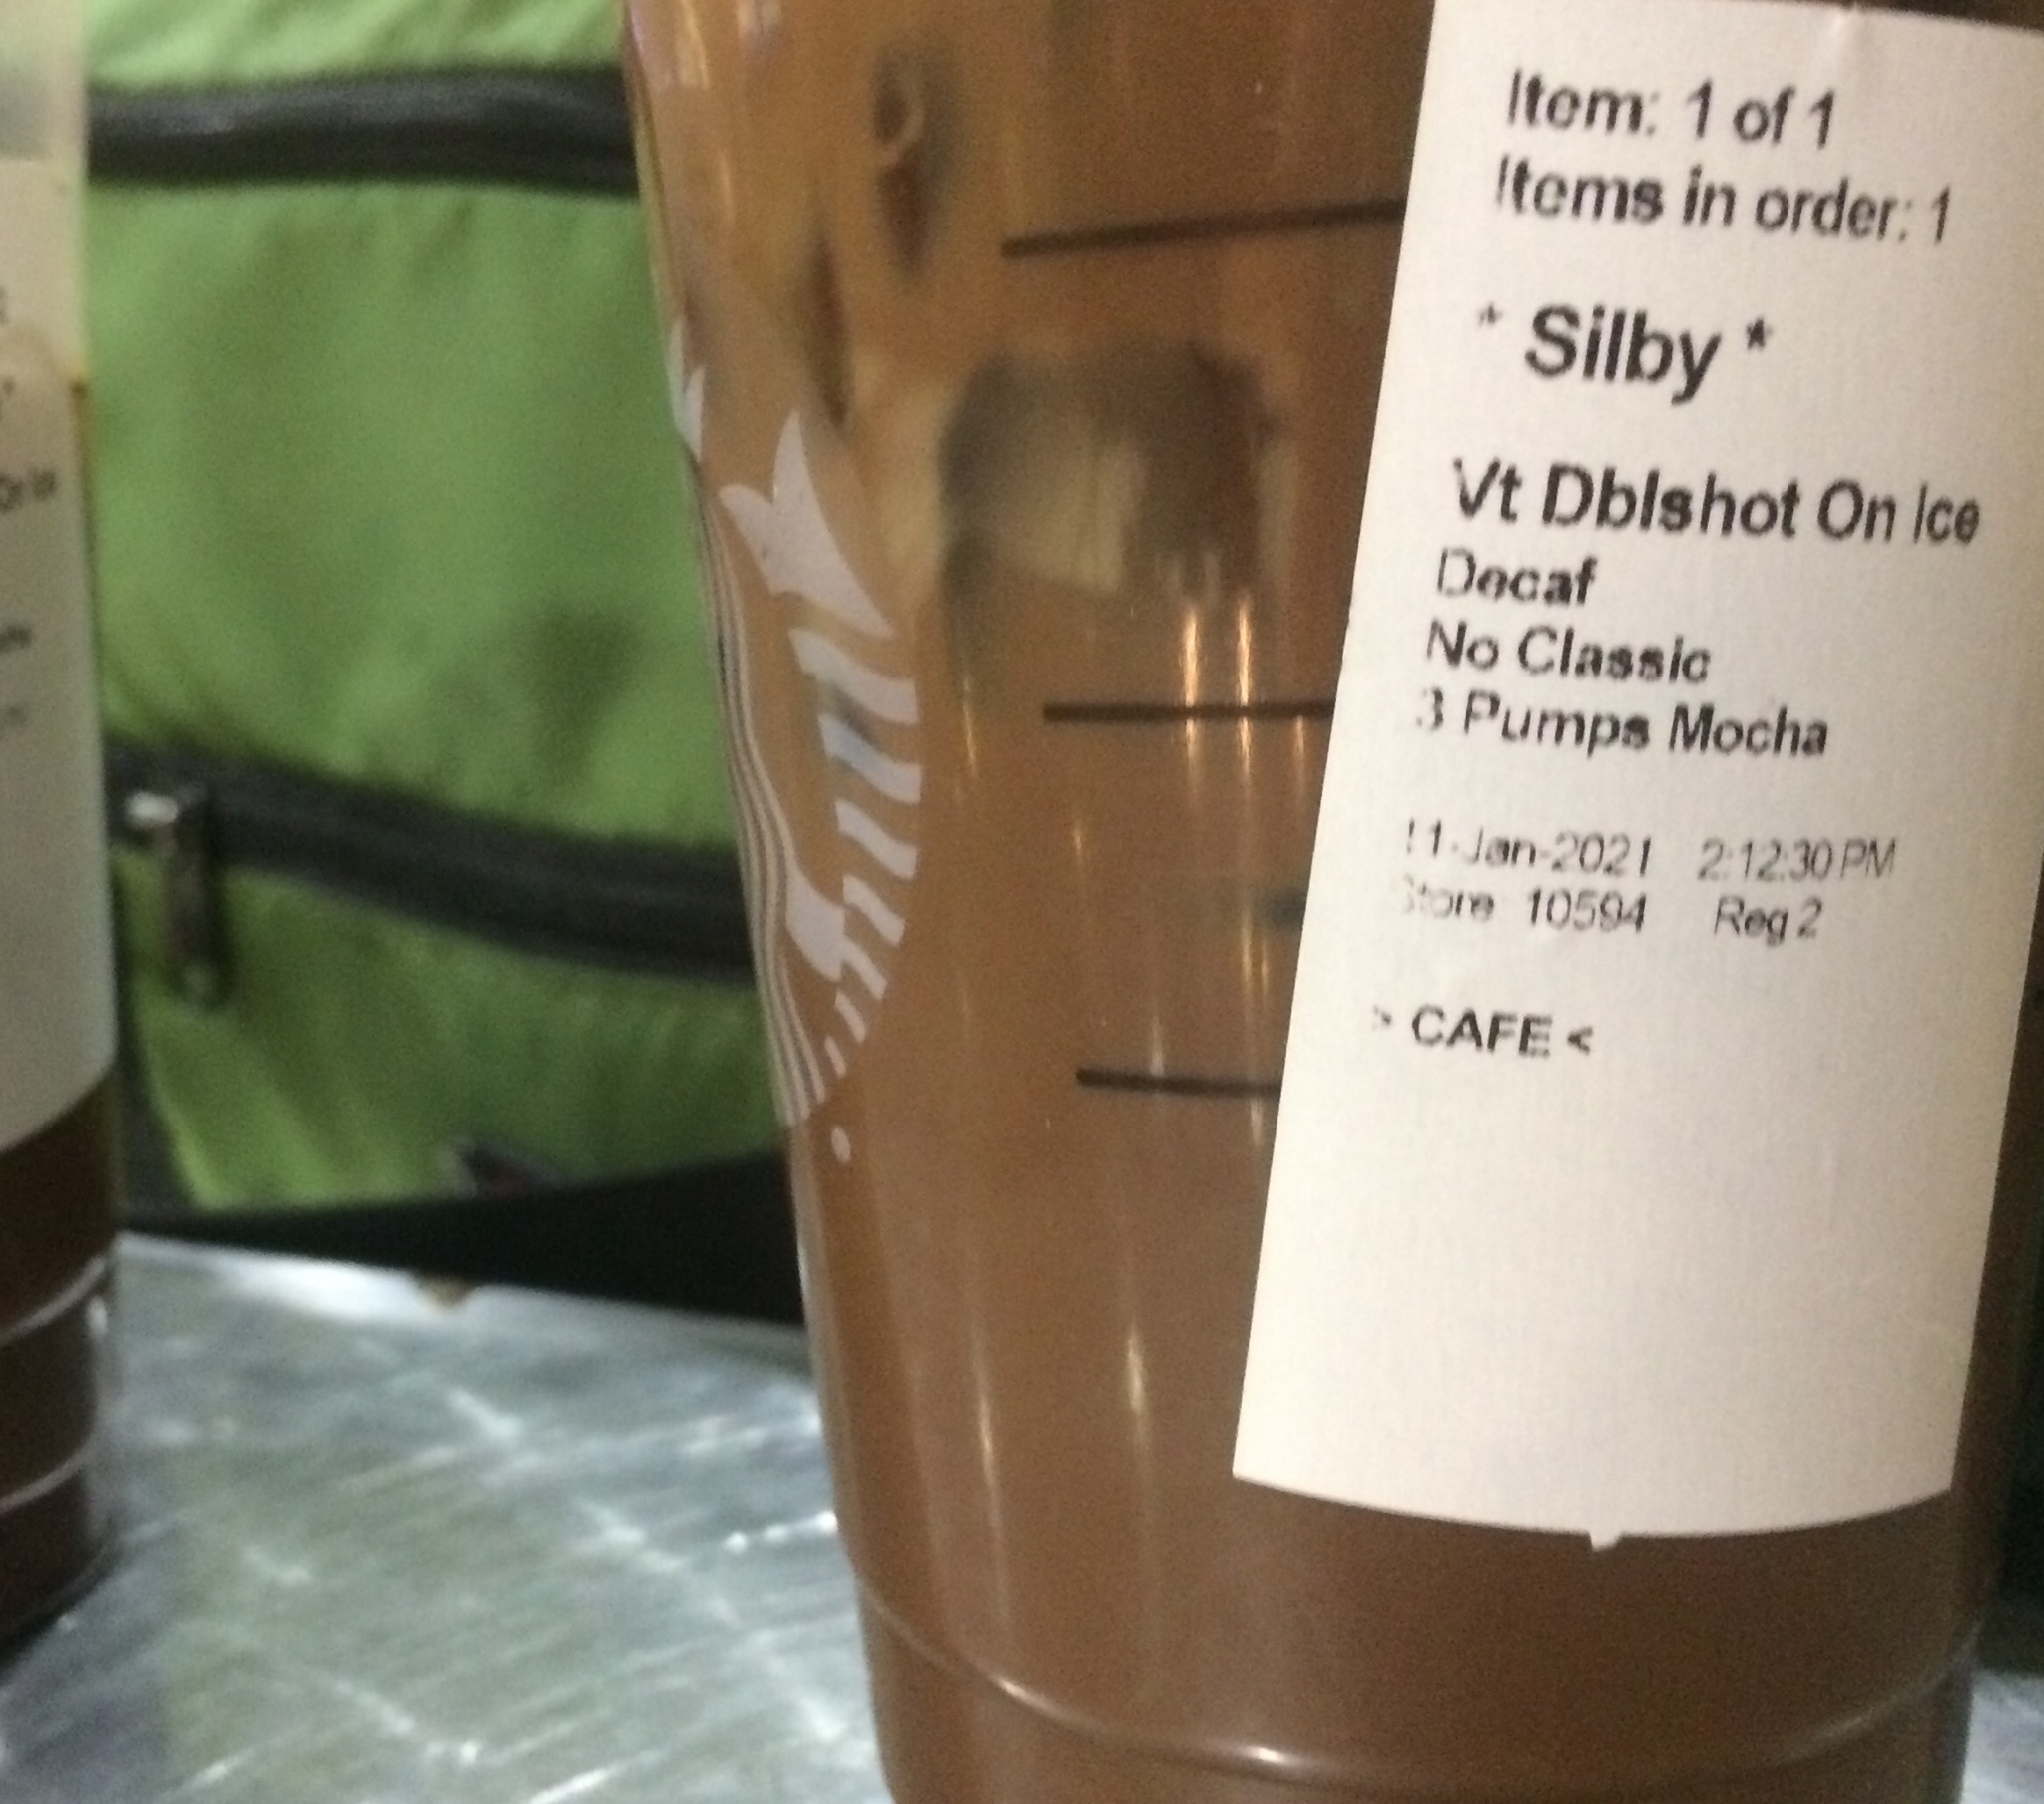 Item: 1 of 1
Items in order: 1
* Silby *
Vt Dblshot On Ice
Decaf
No Classic
3 Pumps Mocha
11-Jan-2021 2:12:30 PM
Store 10594 Reg 2
> CAFE <